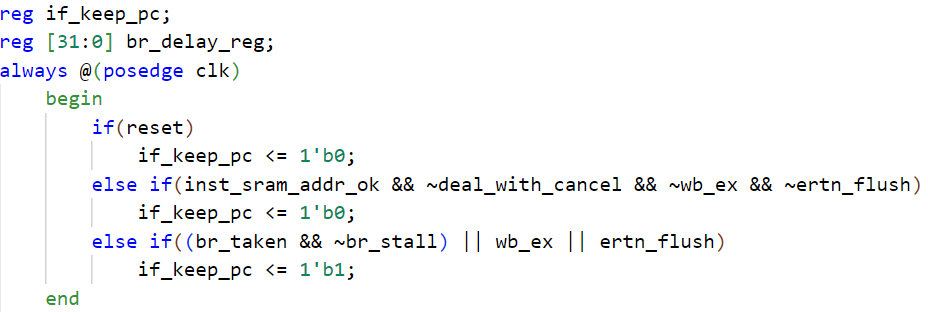 reg if_keep_pc;
reg [31:0] br_delay_reg;
always @(posedge clk)
    begin
        if(reset)
            if_keep_pc <= 1'b0;
        else if(inst_sram_addr_ok && ~deal_with_cancel && ~wb_ex && ~ertn_flush)
            if_keep_pc <= 1'b0;
        else if((br_taken && ~br_stall) || wb_ex || ertn_flush)
            if_keep_pc <= 1'b1;
    end